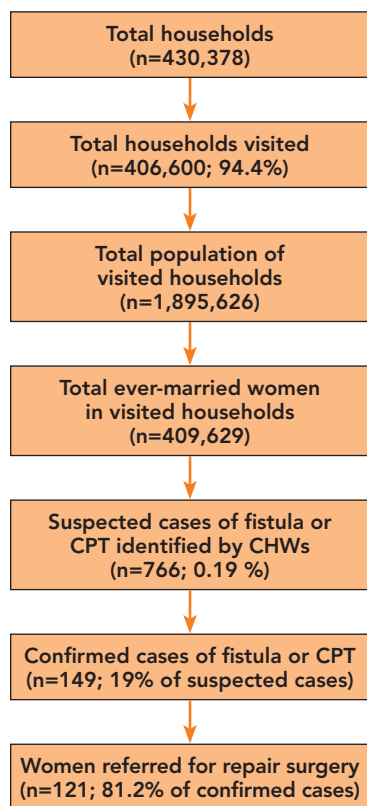 Total households
(n=430,378)
Total households visited
(n=406,600; 94.4%)
Total population of
visited households
(n=1,895,626)
Total ever-married women
in visited households
(n=409,629)
Suspected cases of fistula or
CPT identified by CHWs
(n=766; 0.19 %)
Confirmed cases of fistula or CPT
(n=149; 19% of suspected cases)
Women referred for repair surgery
(n=121; 81.2% of confirmed cases)